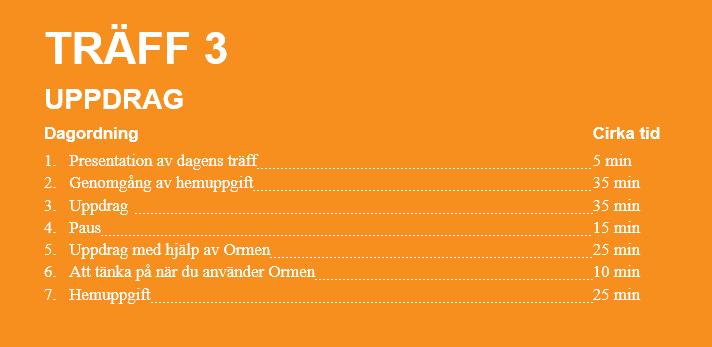 TRÄFF 3
UPPDRAG
Dagordning Cirka tid
1. Presentation av dagens träff 5 min
2. Genomgång av hemuppgift 35 min
3. Uppdrag 35 min
4. Paus 15 min
5. Uppdrag med hjälp av Ormen 25 min
6. Att tänka på när du använder Ormen 10 min
7. Hemuppgift 25 min